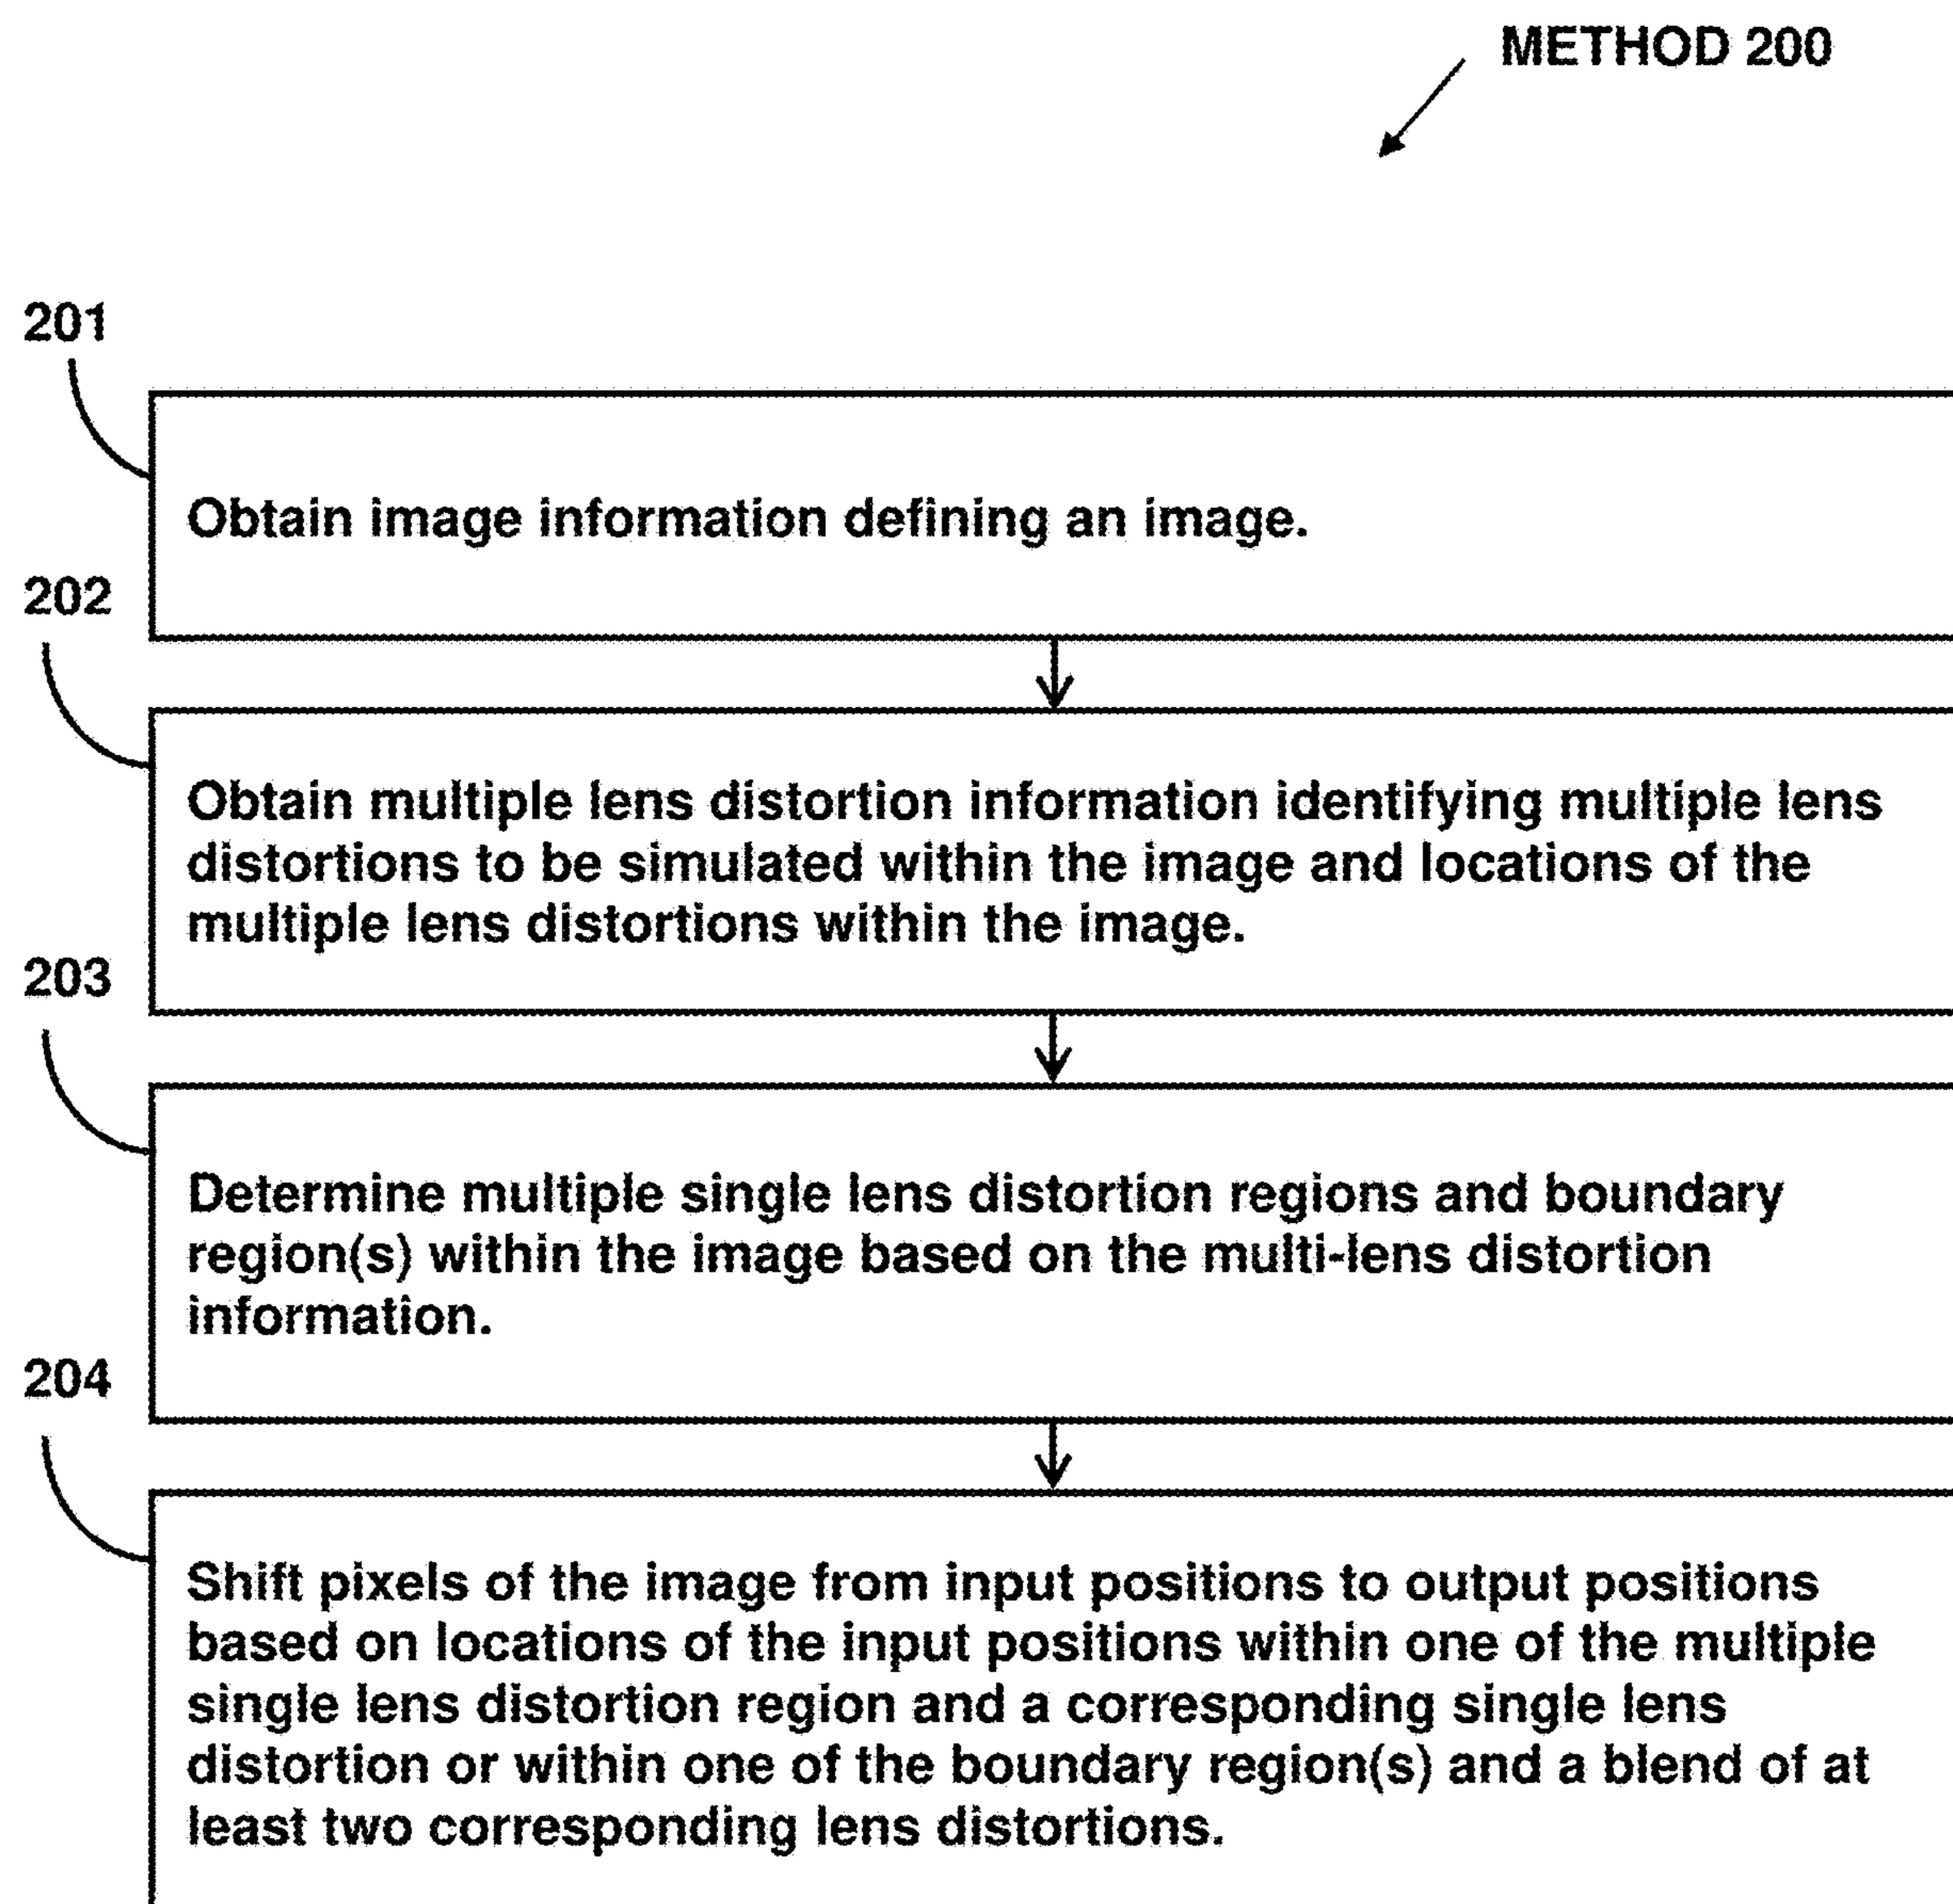 METHOD 200
201
Obtain image information defining an image.
202
Obtain multiple lens distortion information identifying multiple lens
distortions to be simulated within the image and locations of the
multiple lens distortions within the image.
203
Determine multiple single lens distortion regions and boundary
region(s) within the image based on the multi-lens distortion
information.
204
Shift pixels of the image from input positions to output positions
based on locations of the input positions within one of the multiple
single lens distortion region and a corresponding single lens
distortion or within one of the boundary region(s) and a blend of at
least two corresponding lens distortions.